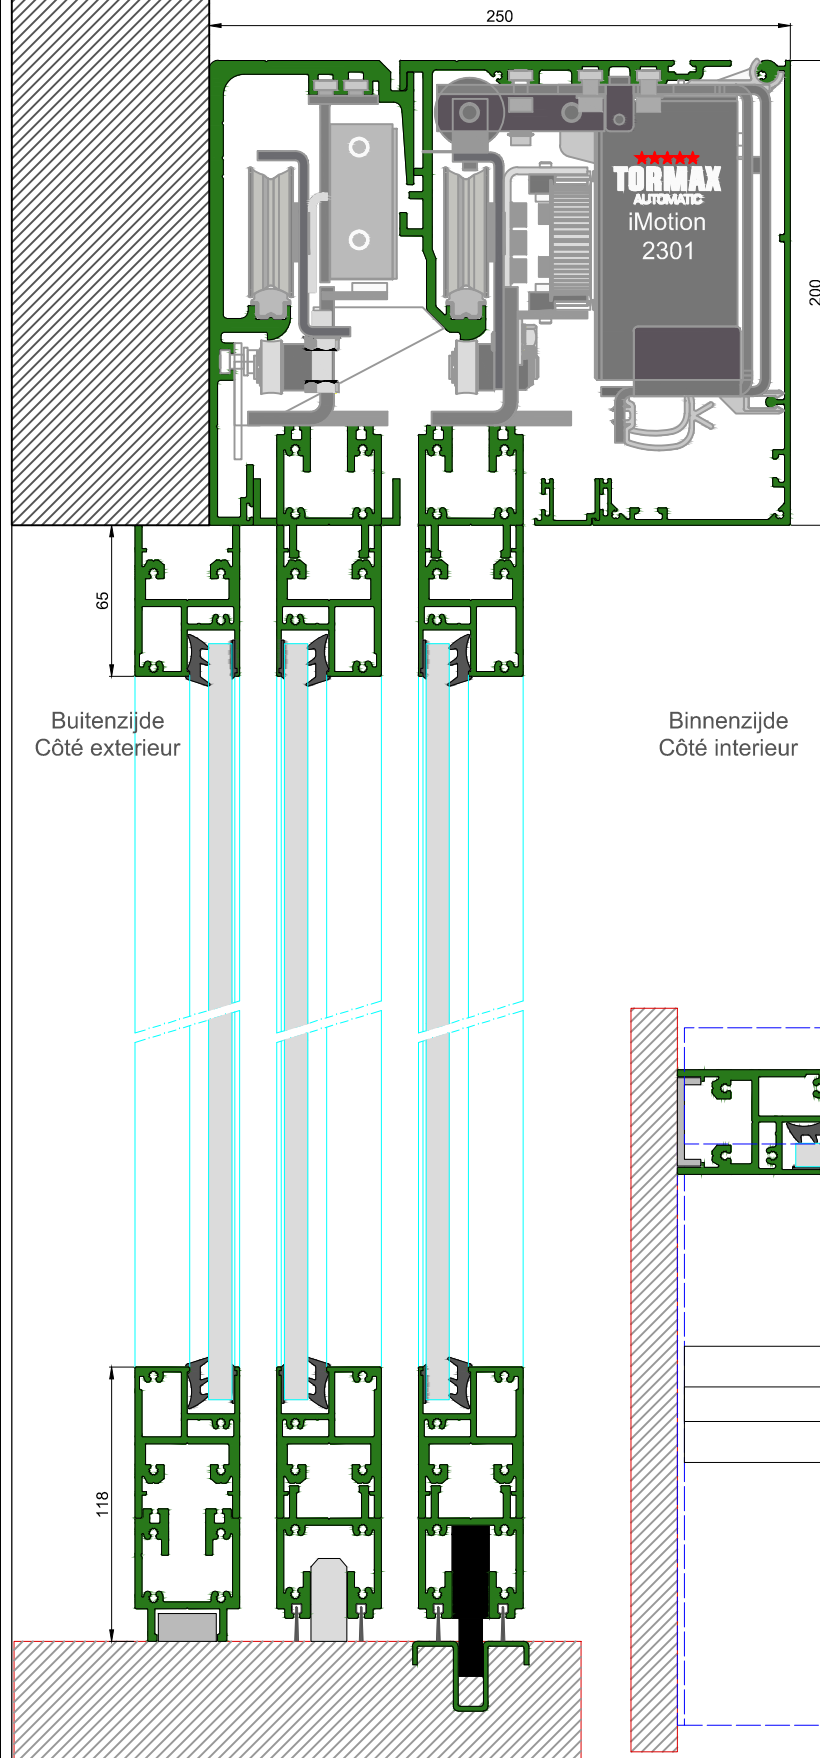 250
TORMAX
AUTOMATIC
iMotion
2301
200
65
Buitenzijde
Côté exterieur
Binnenzijde
Côté interieur
118